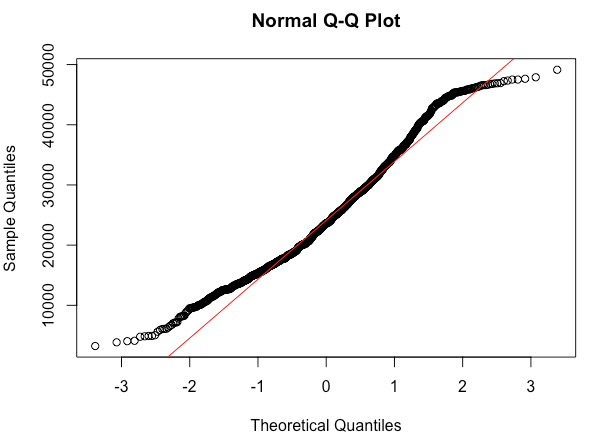 Normal Q-Q Plot
Sample Quantiles
50000
40000
30000
20000
10000
-3 -2 -1 0 1 2 3
Theoretical Quantiles